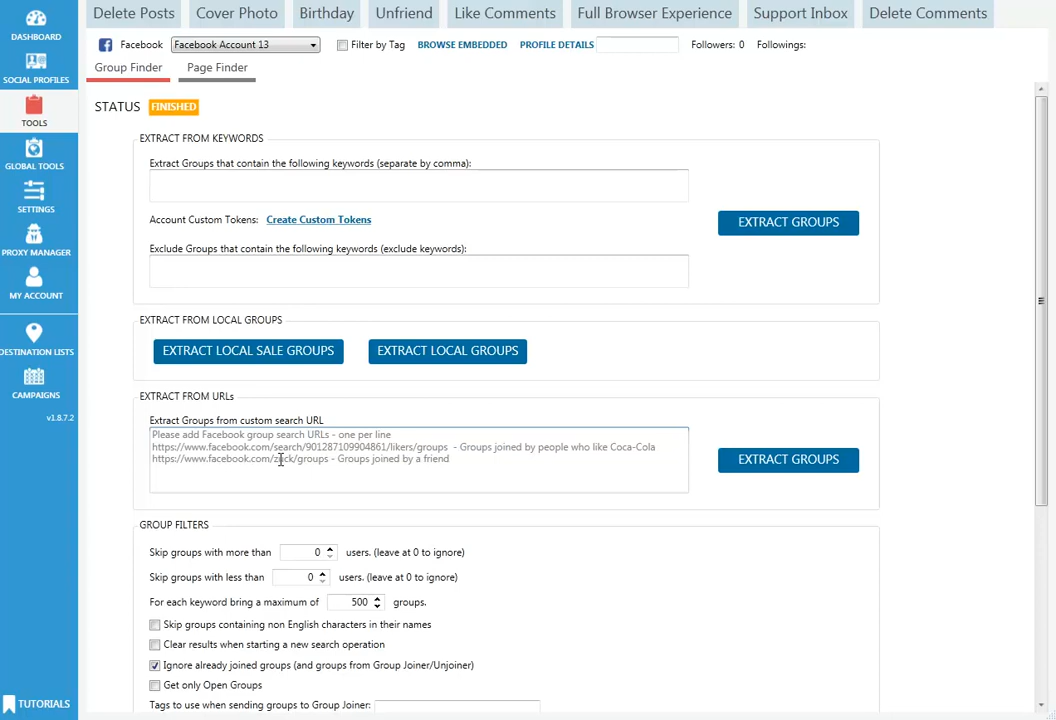 Delete Posts Cover Photo Birthday Unfriend Like Comments Full Browser Experience Support Inbox Delete Comments
DASHBOARD
SOCIAL PROFILES
TOOLS
GLOBAL TOOLS
SETTINGS
PROXY MANAGER
MY ACCOUNT
DESTINATION LISTS
CAMPAIGNS
v1.8.7.2
TUTORIALS
Facebook Facebook Account 13 Filter by Tag BROWSE EMBEDDED PROFILE DETAILS Followers: 0 Followings:
Group Finder Page Finder
STATUS FINISHED
EXTRACT FROM KEYWORDS
Extract Groups that contain the following keywords (separate by comma):
Account Custom Tokens: Create Custom Tokens
EXTRACT GROUPS
Exclude Groups that contain the following keywords (exclude keywords):
EXTRACT FROM LOCAL GROUPS
EXTRACT LOCAL SALE GROUPS EXTRACT LOCAL GROUPS
EXTRACT FROM URLs
Extract Groups from custom search URL
Please add Facebook group search URLs - one per line
https://www.facebook.com/search/901287109904861/likers/groups - Groups joined by people who like Coca-Cola
https://www.facebook.com/zuck/groups - Groups joined by a friend
EXTRACT GROUPS
GROUP FILTERS
Skip groups with more than 0 users. (leave at 0 to ignore)
Skip groups with less than 0 users. (leave at 0 to ignore)
For each keyword bring a maximum of 500 groups.
Skip groups containing non English characters in their names
Clear results when starting a new search operation
Ignore already joined groups (and groups from Group Joiner/Unjoiner)
Get only Open Groups
Tags to use when sending groups to Group Joiner: